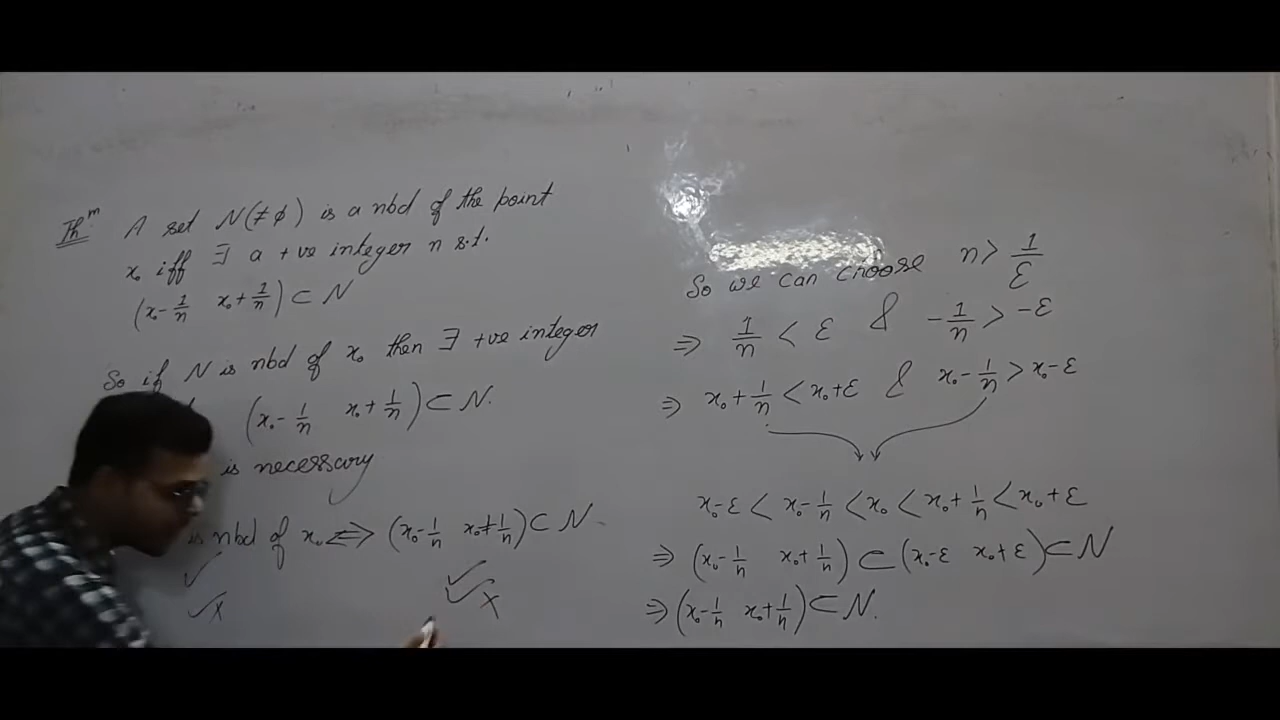 Thm. A set N(≠φ) is a nbd of the point
x₀ iff ∃ a +ve integer n s.t.
(x₀-1/n x₀+1/n) ⊂ N
So if N is nbd of x₀ then ∃ +ve integer
(x₀-1/n x₀+1/n) ⊂ N.
is necessary
is nbd of x₀ ⟺ (x₀-1/n x₀+1/n) ⊂ N.
✓ ✓
✓x ✓x
So we can choose n > 1/ε
⇒ 1/n < ε & -1/n > -ε
⇒ x₀+1/n < x₀+ε & x₀-1/n > x₀-ε
x₀-ε < x₀-1/n < x₀ < x₀+1/n < x₀+ε
⇒ (x₀-1/n x₀+1/n) ⊂ (x₀-ε x₀+ε) ⊂ N
⇒ (x₀-1/n x₀+1/n) ⊂ N.